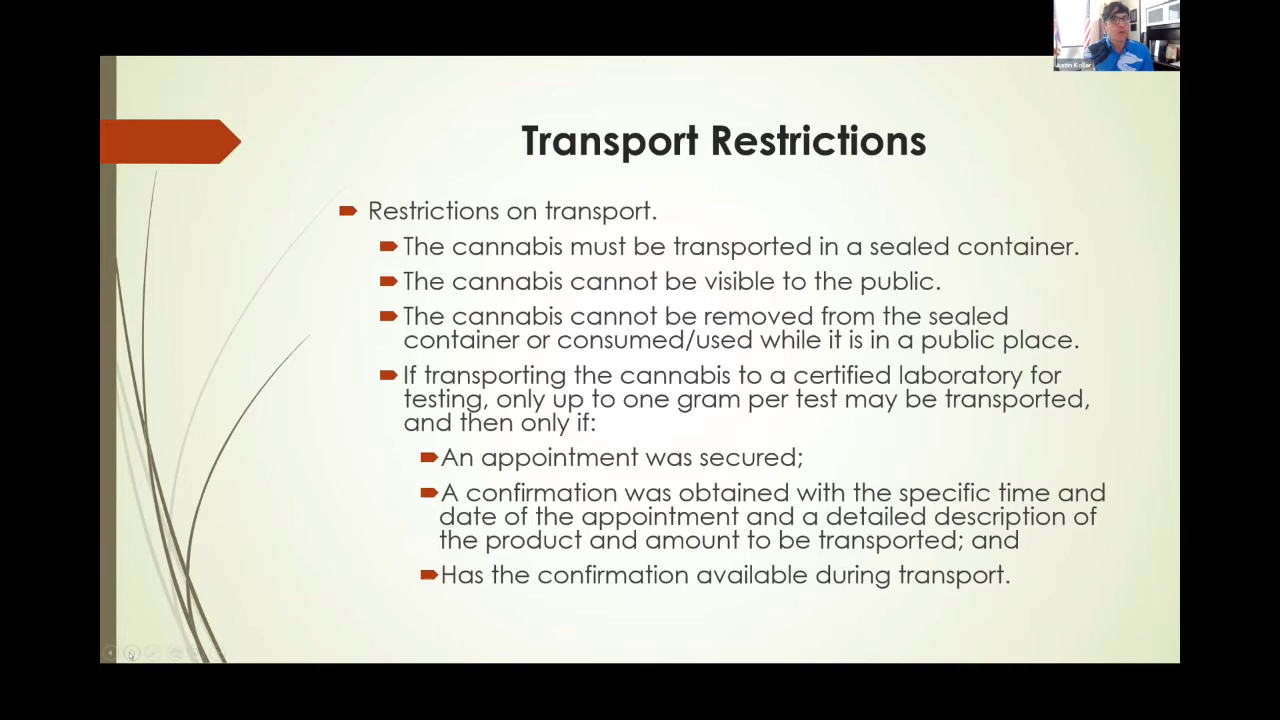 Justin Kollar
Transport Restrictions
Restrictions on transport.
The cannabis must be transported in a sealed container.
The cannabis cannot be visible to the public.
The cannabis cannot be removed from the sealed
container or consumed/used while it is in a public place.
If transporting the cannabis to a certified laboratory for
testing, only up to one gram per test may be transported,
and then only if:
An appointment was secured;
A confirmation was obtained with the specific time and
date of the appointment and a detailed description of
the product and amount to be transported; and
Has the confirmation available during transport.